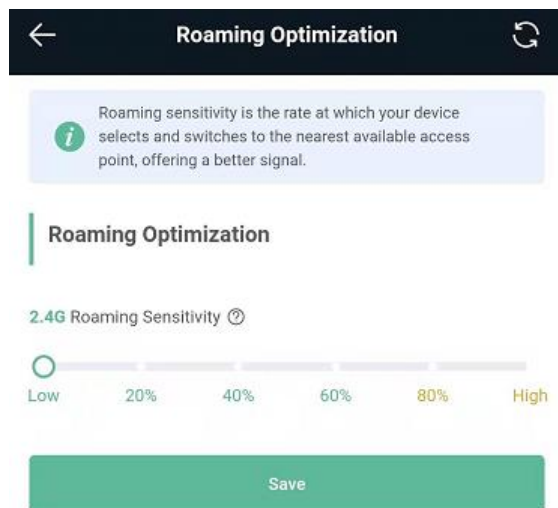 Roaming Optimization
Roaming sensitivity is the rate at which your device
selects and switches to the nearest available access
point, offering a better signal.
Roaming Optimization
2.4G Roaming Sensitivity
Low 20% 40% 60% 80% High
Save